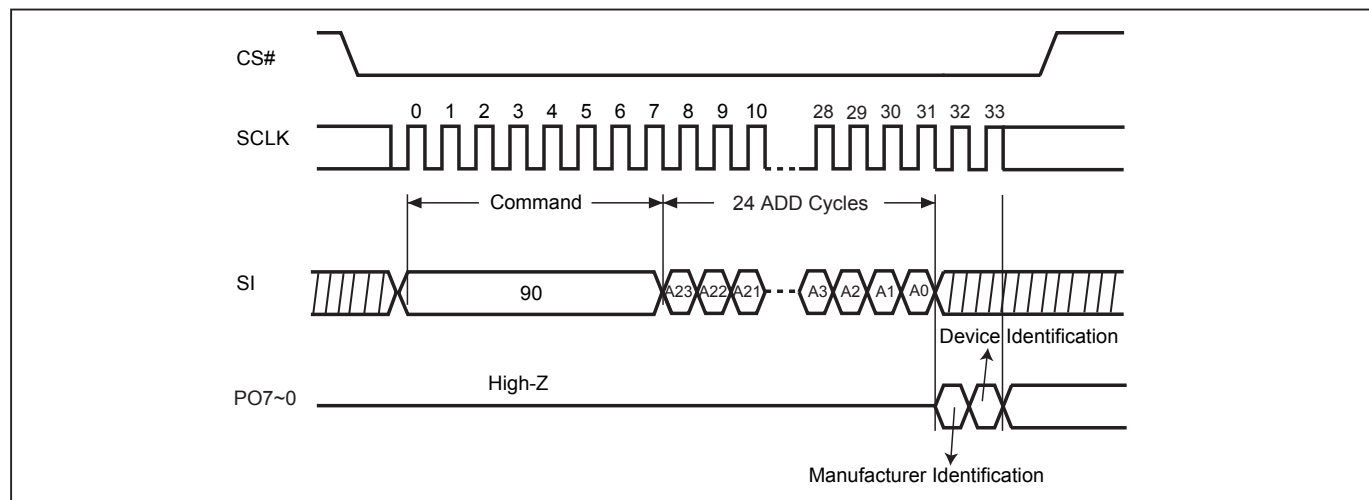 CS#
0 1 2 3 4 5 6 7 8 9 10 28 29 30 31 32 33
SCLK
Command
24 ADD Cycles
SI
90
A23 A22 A21 A3 A2 A1 A0
Device Identification
High-Z
PO7~0
Manufacturer Identification